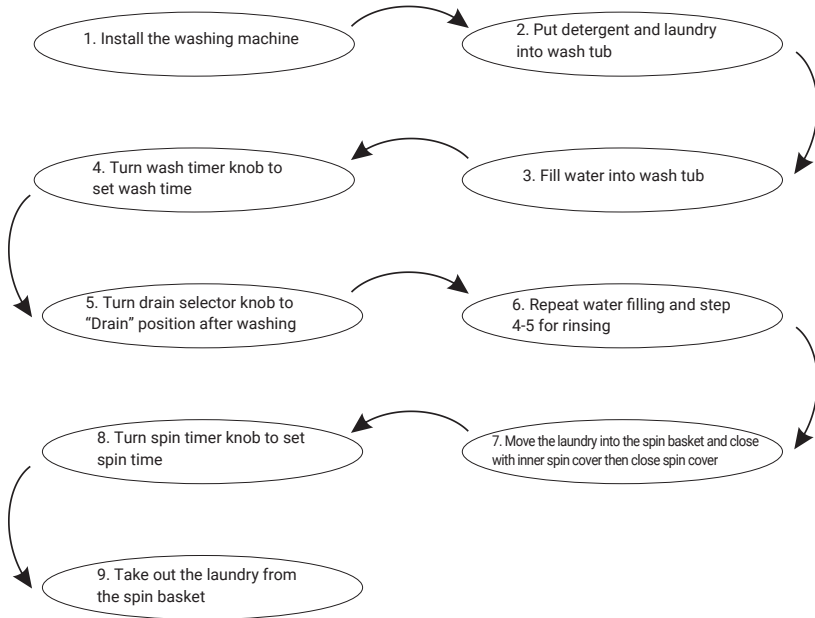 1. Install the washing machine
2. Put detergent and laundry
into wash tub
3. Fill water into wash tub
4. Turn wash timer knob to
set wash time
5. Turn drain selector knob to
“Drain” position after washing
6. Repeat water filling and step
4-5 for rinsing
7. Move the laundry into the spin basket and close
with inner spin cover then close spin cover
8. Turn spin timer knob to set
spin time
9. Take out the laundry from
the spin basket